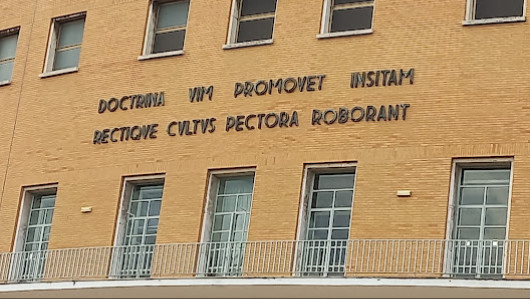 DOCTRINA VIM PROMOVET INSITAM
RECTIQVE CVLTVS PECTORA ROBORANT